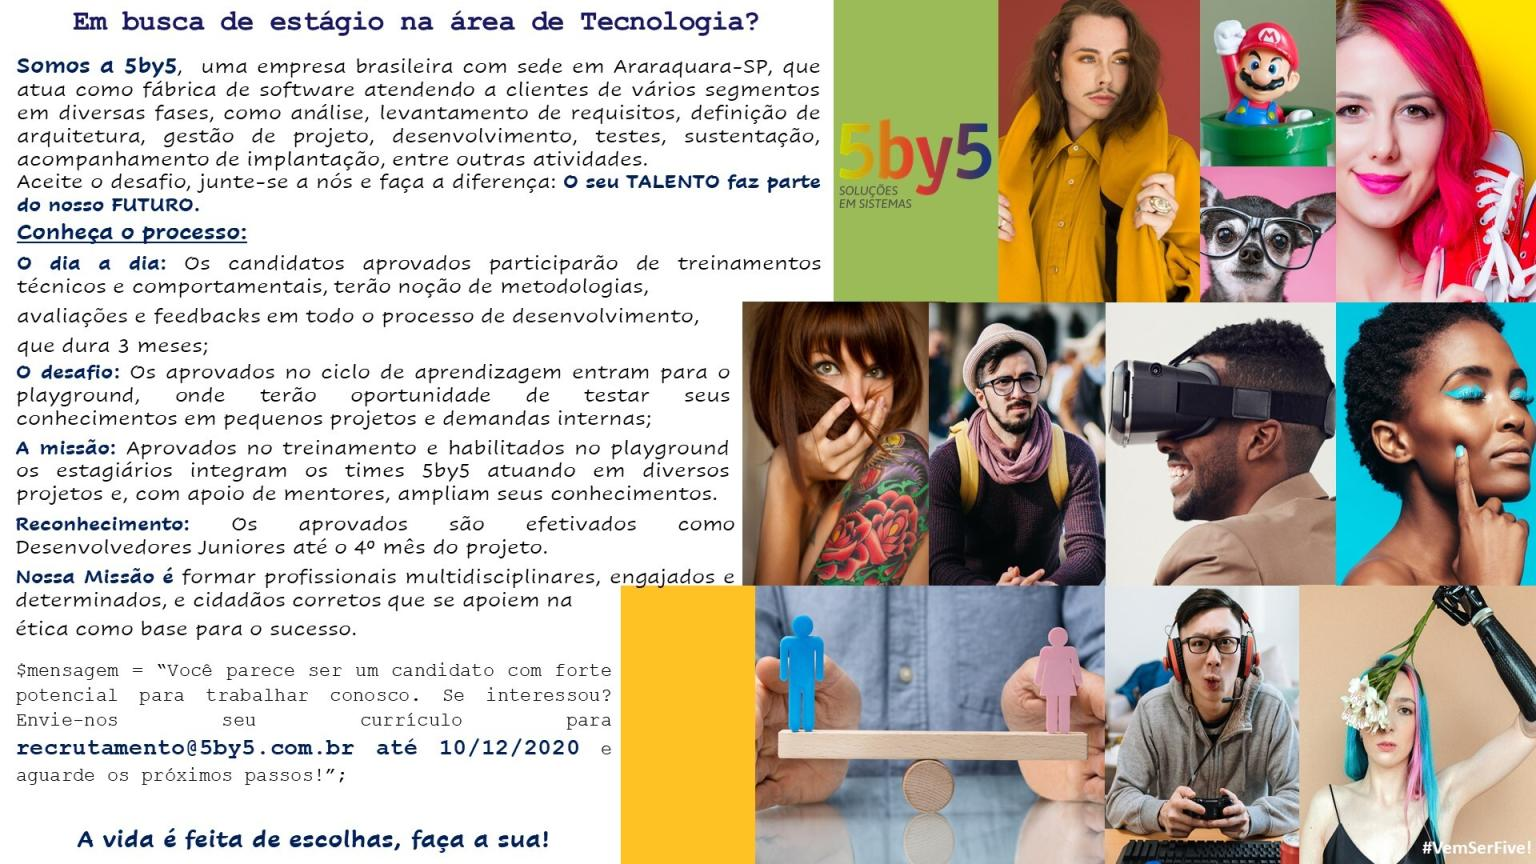 Em busca de estágio na área de Tecnologia?
Somos a 5by5, uma empresa brasileira com sede em Araraquara-SP, que
atua como fábrica de software atendendo a clientes de vários segmentos
em diversas fases, como análise, levantamento de requisitos, definição de
arquitetura, gestão de projeto, desenvolvimento, testes, sustentação,
acompanhamento de implantação, entre outras atividades.
Aceite o desafio, junte-se a nós e faça a diferença: O seu TALENTO faz parte
do nosso FUTURO.
Conheça o processo:
O dia a dia: Os candidatos aprovados participarão de treinamentos
técnicos e comportamentais, terão noção de metodologias,
avaliações e feedbacks em todo o processo de desenvolvimento,
que dura 3 meses;
O desafio: Os aprovados no ciclo de aprendizagem entram para o
playground, onde terão oportunidade de testar seus
conhecimentos em pequenos projetos e demandas internas;
A missão: Aprovados no treinamento e habilitados no playground
os estagiários integram os times 5by5 atuando em diversos
projetos e, com apoio de mentores, ampliam seus conhecimentos.
Reconhecimento: Os aprovados são efetivados como
Desenvolvedores Juniores até o 4º mês do projeto.
Nossa Missão é formar profissionais multidisciplinares, engajados e
determinados, e cidadãos corretos que se apoiem na
ética como base para o sucesso.
$mensagem = “Você parece ser um candidato com forte
potencial para trabalhar conosco. Se interessou?
Envie-nos seu currículo para
recrutamento@5by5.com.br até 10/12/2020 e
aguarde os próximos passos!”;
A vida é feita de escolhas, faça a sua!
5by5
SOLUÇÕES
EM SISTEMAS
M
#VemSerFive!